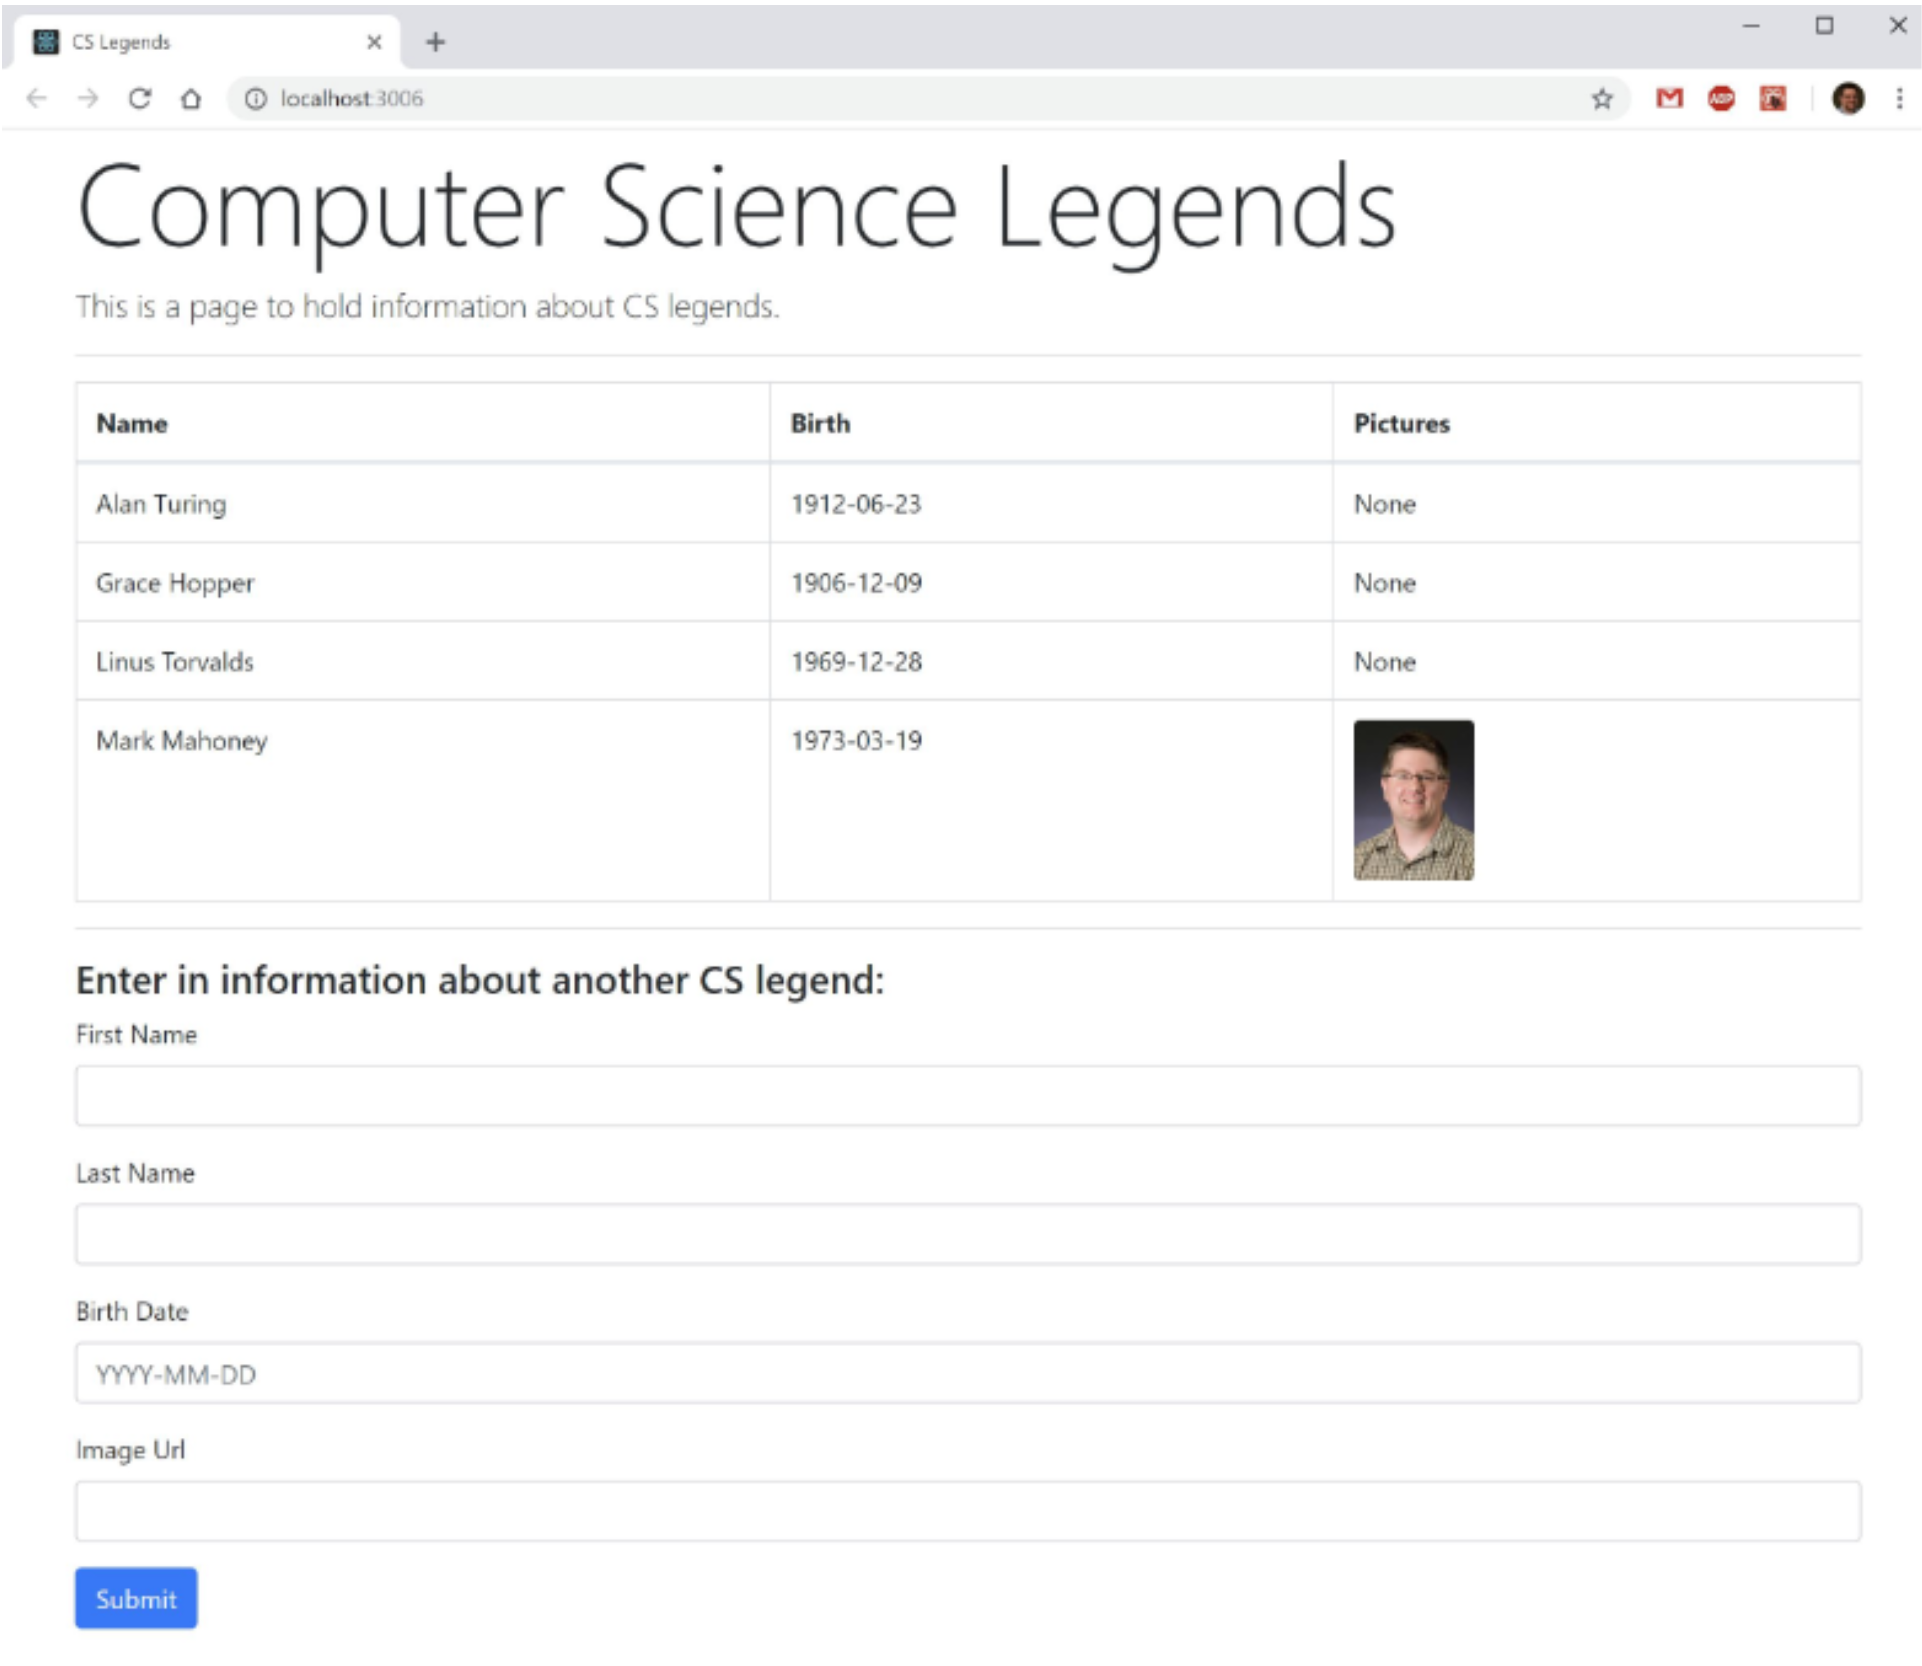 CS Legends
localhost:3006
ABP
Computer Science Legends
This is a page to hold information about CS legends.
Name Birth Pictures
Alan Turing 1912-06-23 None
Grace Hopper 1906-12-09 None
Linus Torvalds 1969-12-28 None
Mark Mahoney 1973-03-19
Enter in information about another CS legend:
First Name
Last Name
Birth Date
YYYY-MM-DD
Image Url
Submit